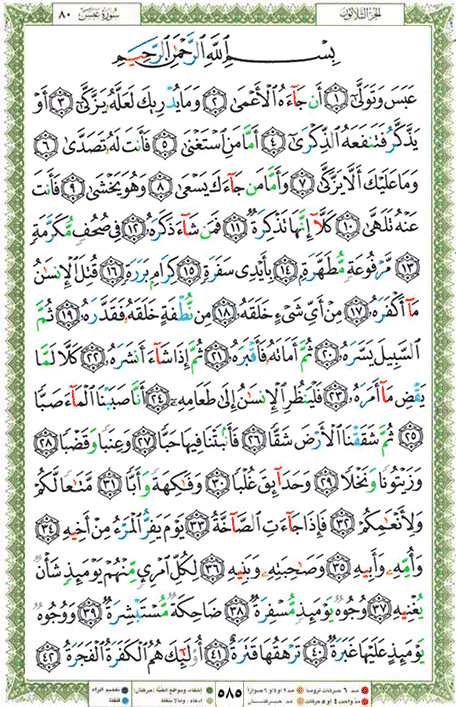 الجزء الثلاثون
سورة عبس ٨٠
بِسْمِ ٱللَّهِ ٱلرَّحْمَٰنِ ٱلرَّحِيمِ
عَبَسَ وَتَوَلَّىٰٓ ١ أَن جَآءَهُ ٱلْأَعْمَىٰ ٢ وَمَا يُدْرِيكَ لَعَلَّهُۥ يَزَّكَّىٰٓ ٣ أَوْ
يَذَّكَّرُ فَتَنفَعَهُ ٱلذِّكْرَىٰٓ ٤ أَمَّا مَنِ ٱسْتَغْنَىٰ ٥ فَأَنتَ لَهُۥ تَصَدَّىٰ ٦
وَمَا عَلَيْكَ أَلَّا يَزَّكَّىٰ ٧ وَأَمَّا مَن جَآءَكَ يَسْعَىٰ ٨ وَهُوَ يَخْشَىٰ ٩ فَأَنتَ
عَنْهُ تَلَهَّىٰ ١٠ كَلَّآ إِنَّهَا تَذْكِرَةٌ ١١ فَمَن شَآءَ ذَكَرَهُۥ ١٢ فِى صُحُفٍ مُّكَرَّمَةٍ
١٣ مَّرْفُوعَةٍ مُّطَهَّرَةٍۭ ١٤ بِأَيْدِى سَفَرَةٍ ١٥ كِرَامٍۭ بَرَرَةٍ ١٦ قُتِلَ ٱلْإِنسَٰنُ
مَآ أَكْفَرَهُۥ ١٧ مِنْ أَىِّ شَىْءٍ خَلَقَهُۥ ١٨ مِن نُّطْفَةٍ خَلَقَهُۥ فَقَدَّرَهُۥ ١٩ ثُمَّ
ٱلسَّبِيلَ يَسَّرَهُۥ ٢٠ ثُمَّ أَمَاتَهُۥ فَأَقْبَرَهُۥ ٢١ ثُمَّ إِذَا شَآءَ أَنشَرَهُۥ ٢٢ كَلَّا لَمَّا
يَقْضِ مَآ أَمَرَهُۥ ٢٣ فَلْيَنظُرِ ٱلْإِنسَٰنُ إِلَىٰ طَعَامِهِۦٓ ٢٤ أَنَّا صَبَبْنَا ٱلْمَآءَ صَبًّا
٢٥ ثُمَّ شَقَقْنَا ٱلْأَرْضَ شَقًّا ٢٦ فَأَنۢبَتْنَا فِيهَا حَبًّا ٢٧ وَعِنَبًا وَقَضْبًا ٢٨
وَزَيْتُونًا وَنَخْلًا ٢٩ وَحَدَآئِقَ غُلْبًا ٣٠ وَفَٰكِهَةً وَأَبًّا ٣١ مَّتَٰعًا لَّكُمْ
وَلِأَنْعَٰمِكُمْ ٣٢ فَإِذَا جَآءَتِ ٱلصَّآخَّةُ ٣٣ يَوْمَ يَفِرُّ ٱلْمَرْءُ مِنْ أَخِيهِ ٣٤
وَأُمِّهِۦ وَأَبِيهِ ٣٥ وَصَٰحِبَتِهِۦ وَبَنِيهِ ٣٦ لِكُلِّ ٱمْرِئٍ مِّنْهُمْ يَوْمَئِذٍ شَأْنٌ
يُغْنِيهِ ٣٧ وُجُوهٌ يَوْمَئِذٍ مُّسْفِرَةٌ ٣٨ ضَاحِكَةٌ مُّسْتَبْشِرَةٌ ٣٩ وَوُجُوهٌ
يَوْمَئِذٍ عَلَيْهَا غَبَرَةٌ ٤٠ تَرْهَقُهَا قَتَرَةٌ ٤١ أُو۟لَٰٓئِكَ هُمُ ٱلْكَفَرَةُ ٱلْفَجَرَةُ ٤٢
٥٨٥